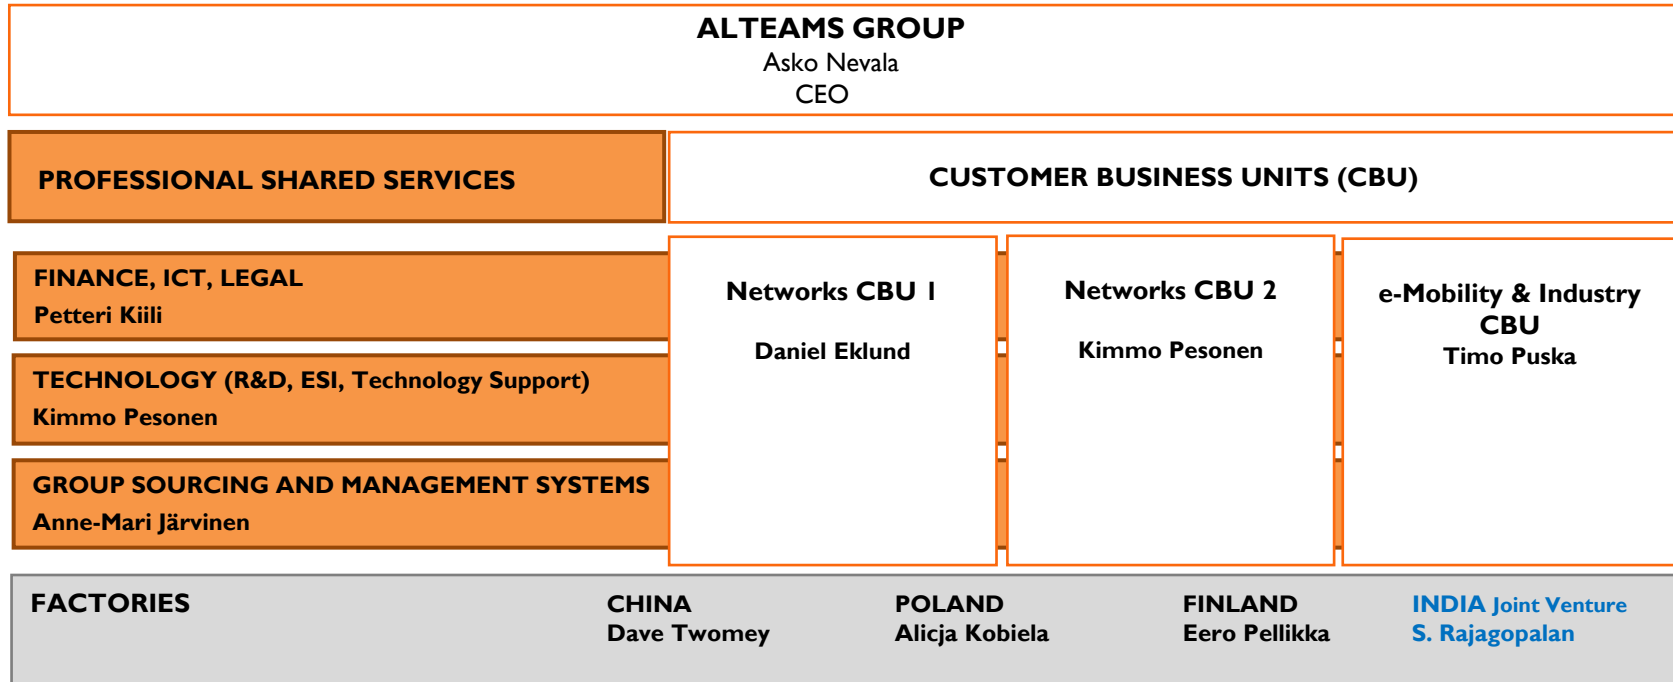 ALTEAMS GROUP
Asko Nevala
CEO
PROFESSIONAL SHARED SERVICES
CUSTOMER BUSINESS UNITS (CBU)
FINANCE, ICT, LEGAL
Petteri Kiili
TECHNOLOGY (R&D, ESI, Technology Support)
Kimmo Pesonen
GROUP SOURCING AND MANAGEMENT SYSTEMS
Anne-Mari Järvinen
Networks CBU 1
Daniel Eklund
Networks CBU 2
Kimmo Pesonen
e-Mobility & Industry
CBU
Timo Puska
FACTORIES
CHINA
Dave Twomey
POLAND
Alicja Kobiela
FINLAND
Eero Pellikka
INDIA Joint Venture
S. Rajagopalan